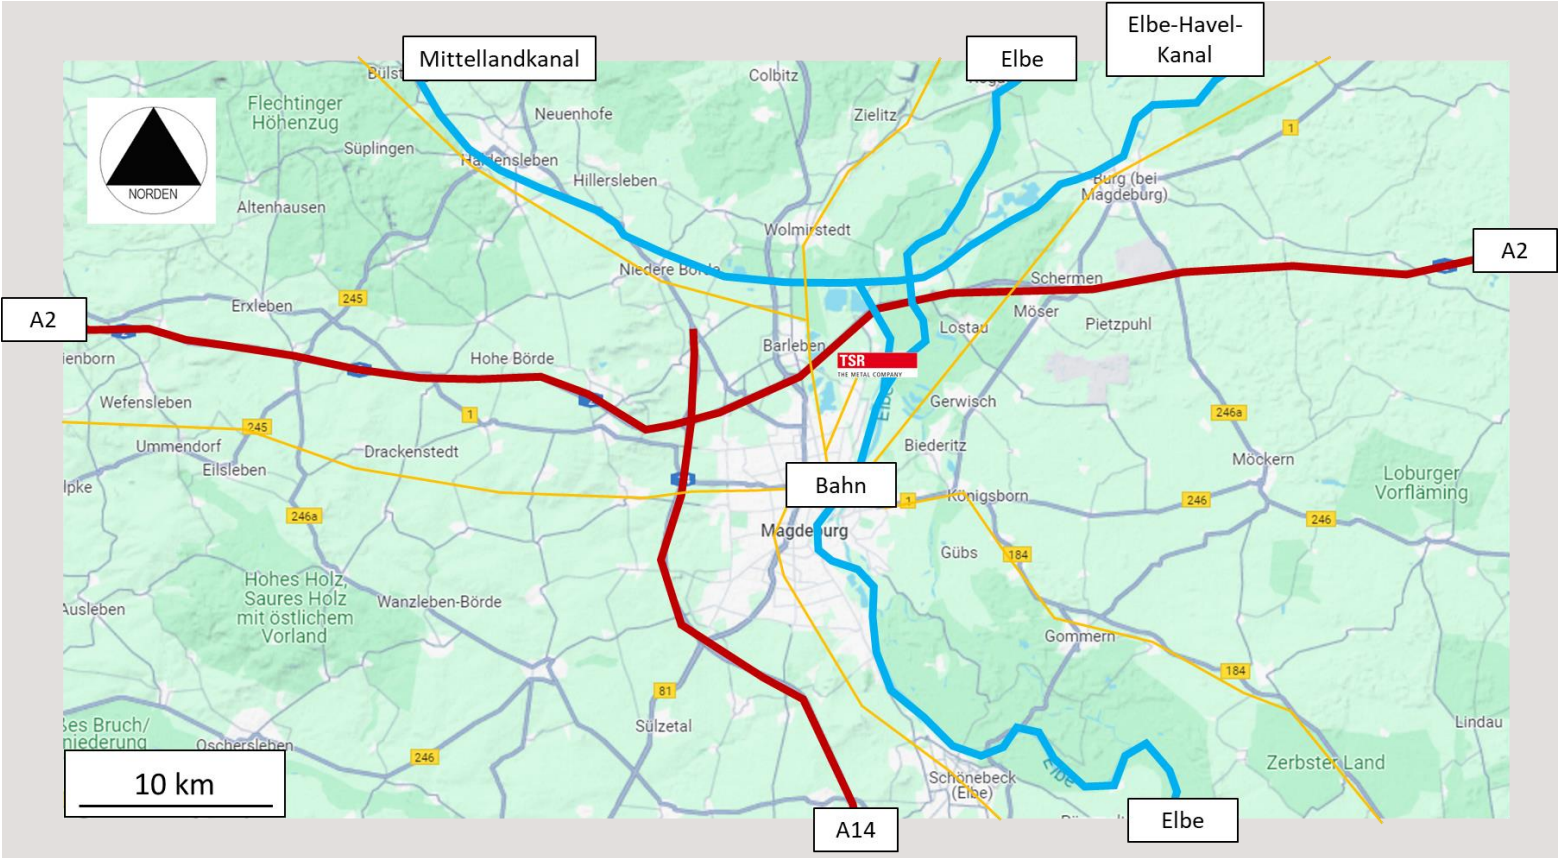 Mittellandkanal
Elbe
Elbe-Havel-
Kanal
Colbitz
Flechtinger
Höhenzug
Neuenhofe
Zielitz
1
Süplingen
Haldensleben
Hillersleben
Burg (bei
Magdeburg)
NORDEN
Altenhausen
Wolmirstedt
A2
Niedere Börde
Schermen
245
Erxleben
A2
Möser
Pietzpuhl
Lostau
Barleben
Hohe Börde
TSR
THE METAL COMPANY
Wefensleben
Elbe
Gerwisch
1
246a
245
Ummendorf
Drackenstedt
Biederitz
Eilsleben
Möckern
Loburger
Vorfläming
Bahn
1
Königsborn
246
246a
246
Magdeburg
Gübs
184
Hohes Holz,
Saures Holz
mit östlichem
Vorland
Wanzleben-Börde
Ausleben
Gommern
184
81
Sülzetal
Lindau
Oschersleben
246
Zerbster Land
Schönebeck
(Elbe)
Elbe
10 km
A14
Elbe